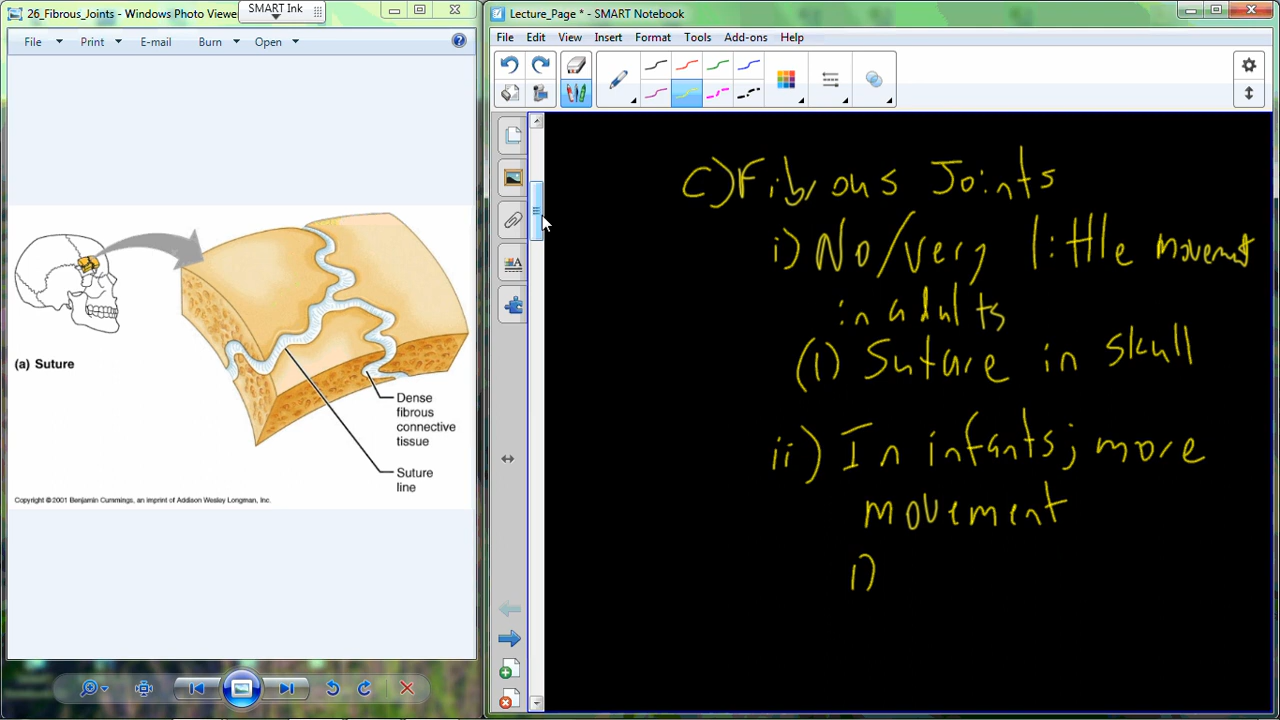 26_Fibrous_Joints - Windows Photo Viewer
SMART Ink
File Print E-mail Burn Open
(a) Suture
Dense
fibrous
connective
tissue
Suture
line
Copyright © 2001 Benjamin Cummings, an imprint of Addison Wesley Longman, Inc.
Lecture_Page * - SMART Notebook
File Edit View Insert Format Tools Add-ons Help
C) Fibrous Joints
i) No/very little movement
in adults
(1) Suture in skull
ii) In infants; more
movement
1)